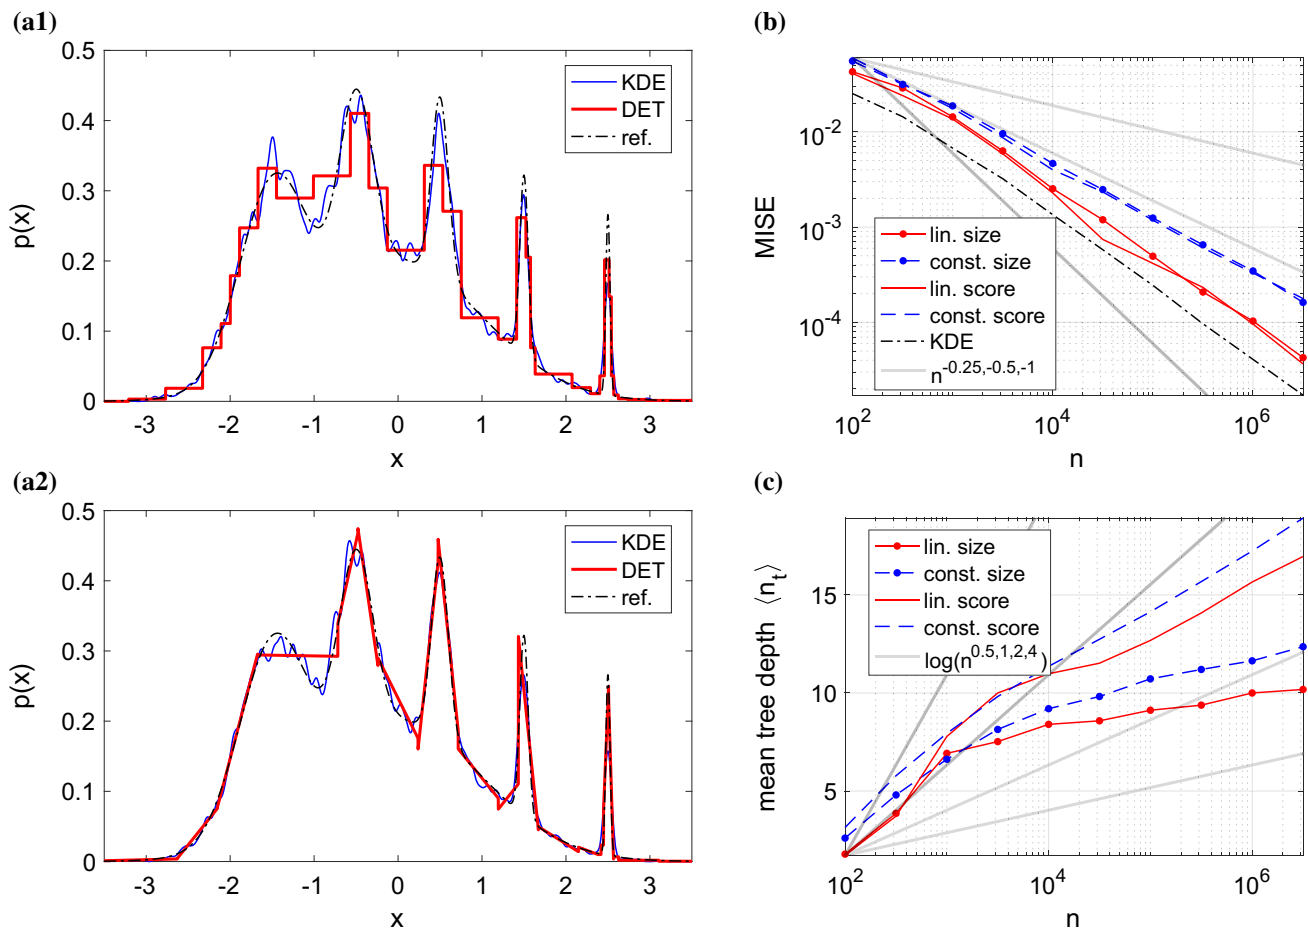 (a1)
0.5
0.4
0.3
0.2
0.1
0
p(x)
KDE
DET
ref.
-3 -2 -1 0 1 2 3
x
(b)
10^-2
10^-3
10^-4
MISE
lin. size
const. size
lin. score
const. score
KDE
n^-0.25,-0.5,-1
10^2 10^4 10^6
n
(a2)
0.5
0.4
0.3
0.2
0.1
0
p(x)
KDE
DET
ref.
-3 -2 -1 0 1 2 3
x
(c)
15
10
5
mean tree depth ⟨n_t⟩
lin. size
const. size
lin. score
const. score
log(n^0.5,1,2,4)
10^2 10^4 10^6
n